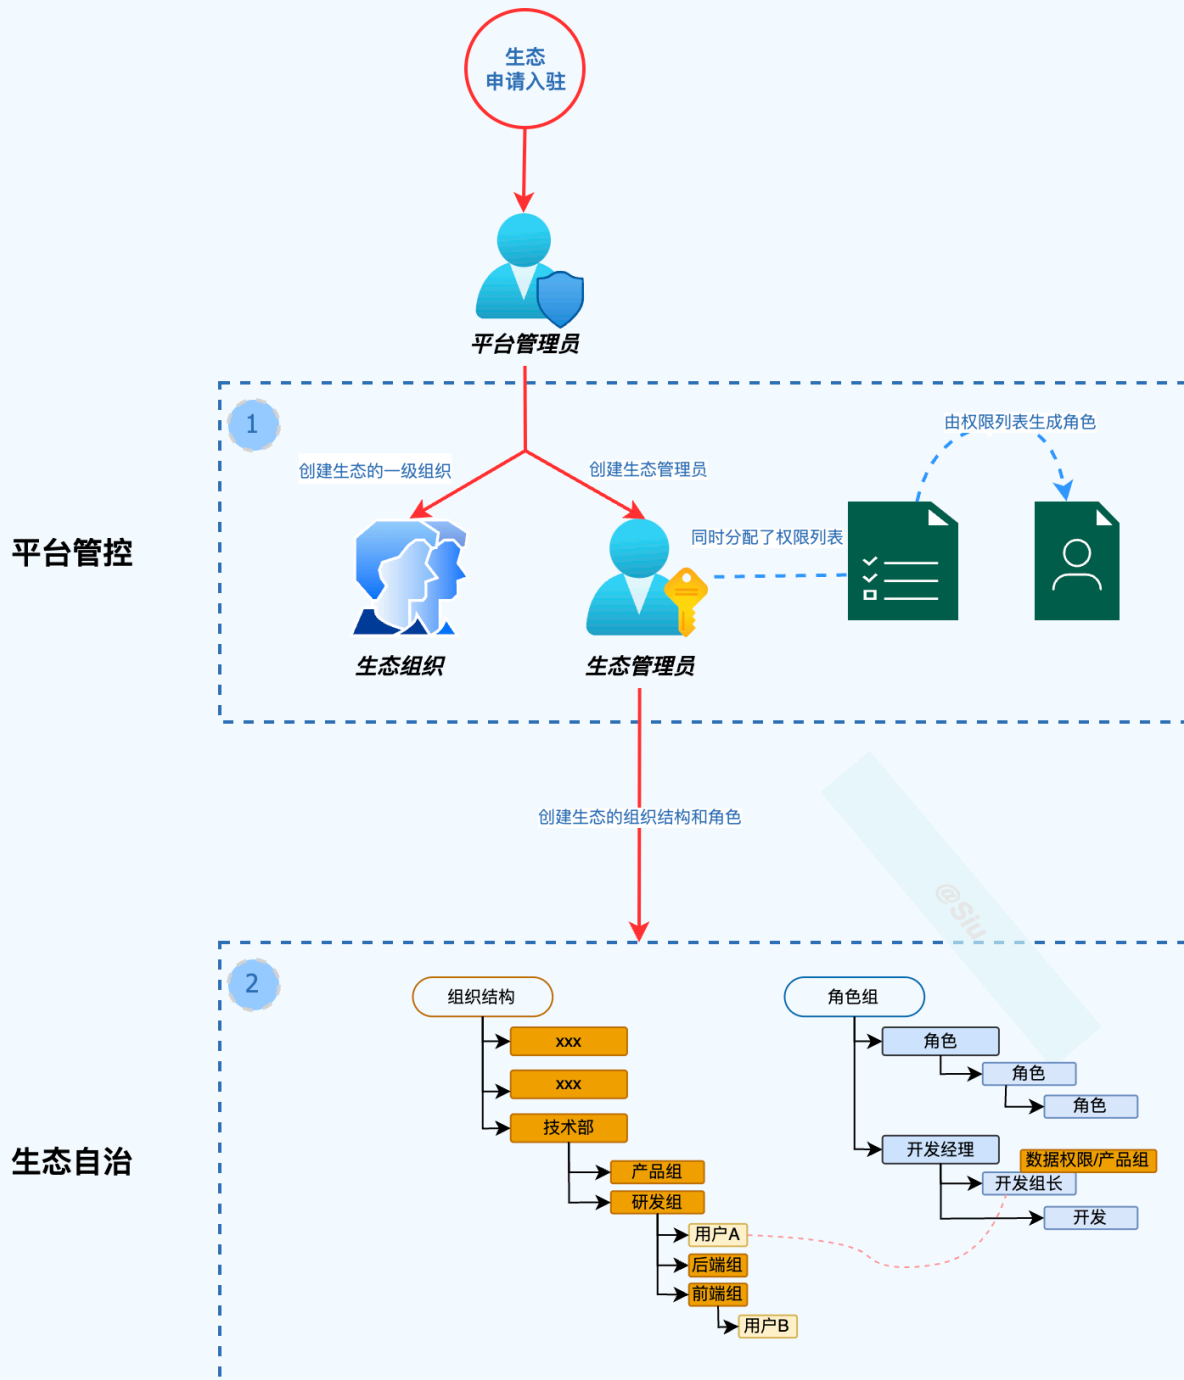 生态
申请入驻
平台管理员
1
由权限列表生成角色
创建生态的一级组织
创建生态管理员
同时分配了权限列表
平台管控
生态组织
生态管理员
创建生态的组织结构和角色
@Siu
2
组织结构
xxx
xxx
技术部
产品组
研发组
用户A
后端组
前端组
用户B
角色组
角色
角色
角色
开发经理
数据权限/产品组
开发组长
开发
生态自治